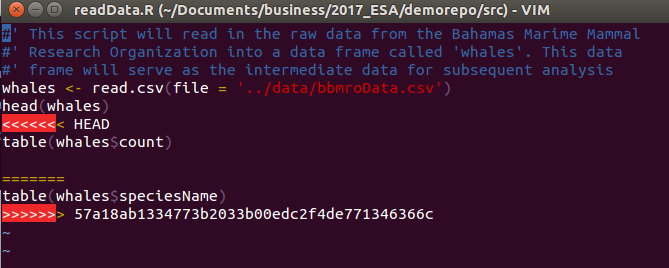 readData.R (~/Documents/business/2017_ESA/demorepo/src) - VIM
#' This script will read in the raw data from the Bahamas Marime Mammal
#' Research Organization into a data frame called 'whales'. This data
#' frame will serve as the intermediate data for subsequent analysis
whales <- read.csv(file = '../data/bbmroData.csv')
head(whales)
<<<<<<< HEAD
table(whales$count)
=======
table(whales$speciesName)
>>>>>>> 57a18ab1334773b2033b00edc2f4de771346366c
~
~